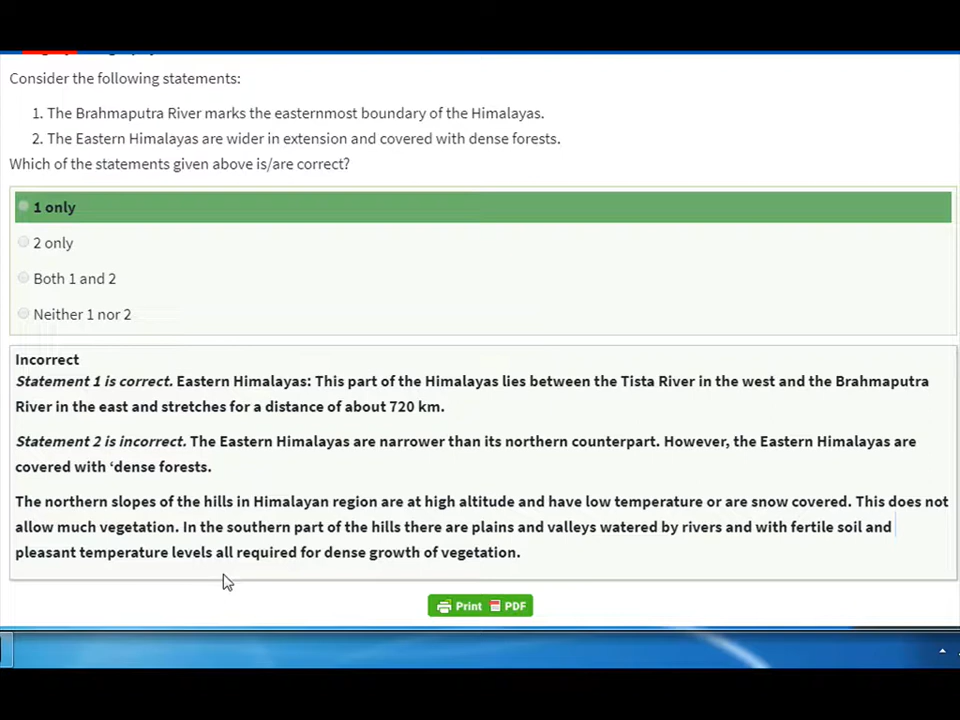 Consider the following statements:
1. The Brahmaputra River marks the easternmost boundary of the Himalayas.
2. The Eastern Himalayas are wider in extension and covered with dense forests.
Which of the statements given above is/are correct?
1 only
2 only
Both 1 and 2
Neither 1 nor 2
Incorrect
Statement 1 is correct. Eastern Himalayas: This part of the Himalayas lies between the Tista River in the west and the Brahmaputra
River in the east and stretches for a distance of about 720 km.
Statement 2 is incorrect. The Eastern Himalayas are narrower than its northern counterpart. However, the Eastern Himalayas are
covered with ‘dense forests.
The northern slopes of the hills in Himalayan region are at high altitude and have low temperature or are snow covered. This does not
allow much vegetation. In the southern part of the hills there are plains and valleys watered by rivers and with fertile soil and
pleasant temperature levels all required for dense growth of vegetation.
Print PDF